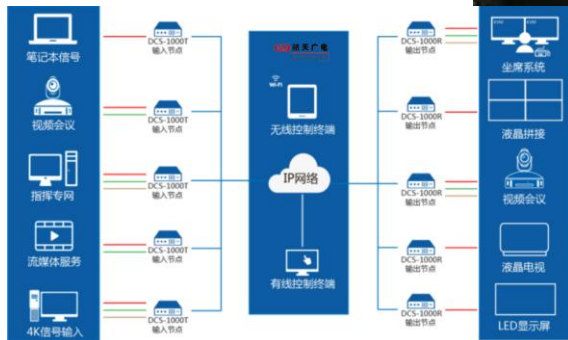 笔记本信号
视频会议
指挥专网
流媒体服务
4K信号输入
DCS-1000T
输入节点
DCS-1000T
输入节点
DCS-1000T
输入节点
DCS-1000T
输入节点
DCS-1000T
输入节点
Wi-Fi
无线控制终端
IP网络
有线控制终端
DCS-1000R
输出节点
DCS-1000R
输出节点
DCS-1000R
输出节点
DCS-1000R
输出节点
DCS-1000R
输出节点
坐席系统
液晶拼接
视频会议
液晶电视
LED显示屏